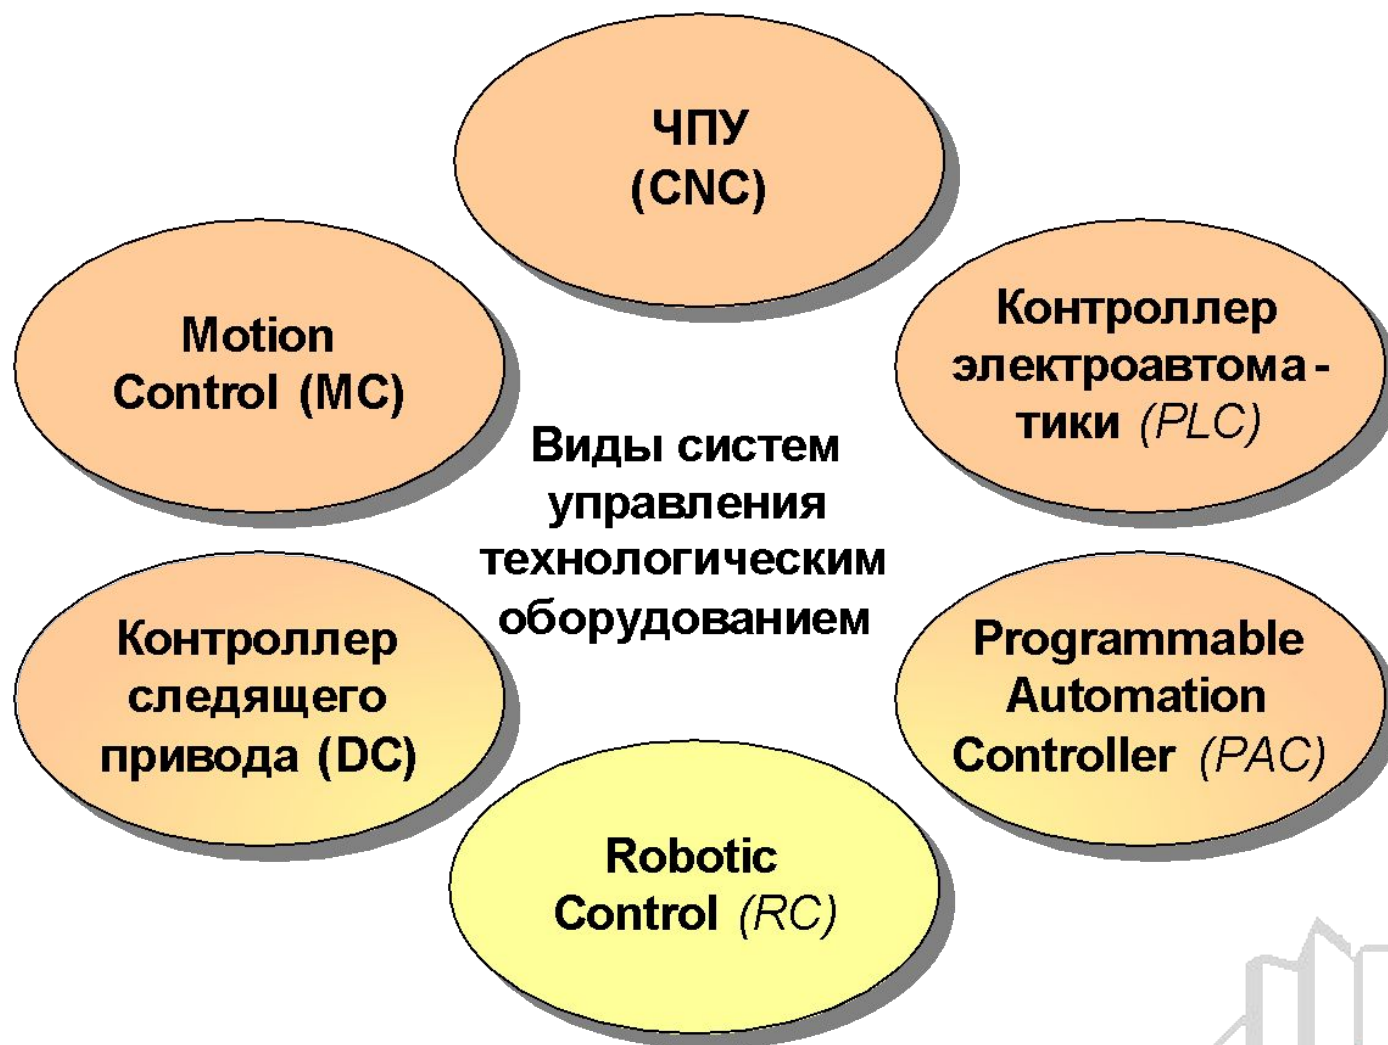 ЧПУ
(CNC)
Motion
Control (MC)
Контроллер
электроавтома -
тики (PLC)
Виды систем
управления
технологическим
оборудованием
Контроллер
следящего
привода (DC)
Programmable
Automation
Controller (PAC)
Robotic
Control (RC)